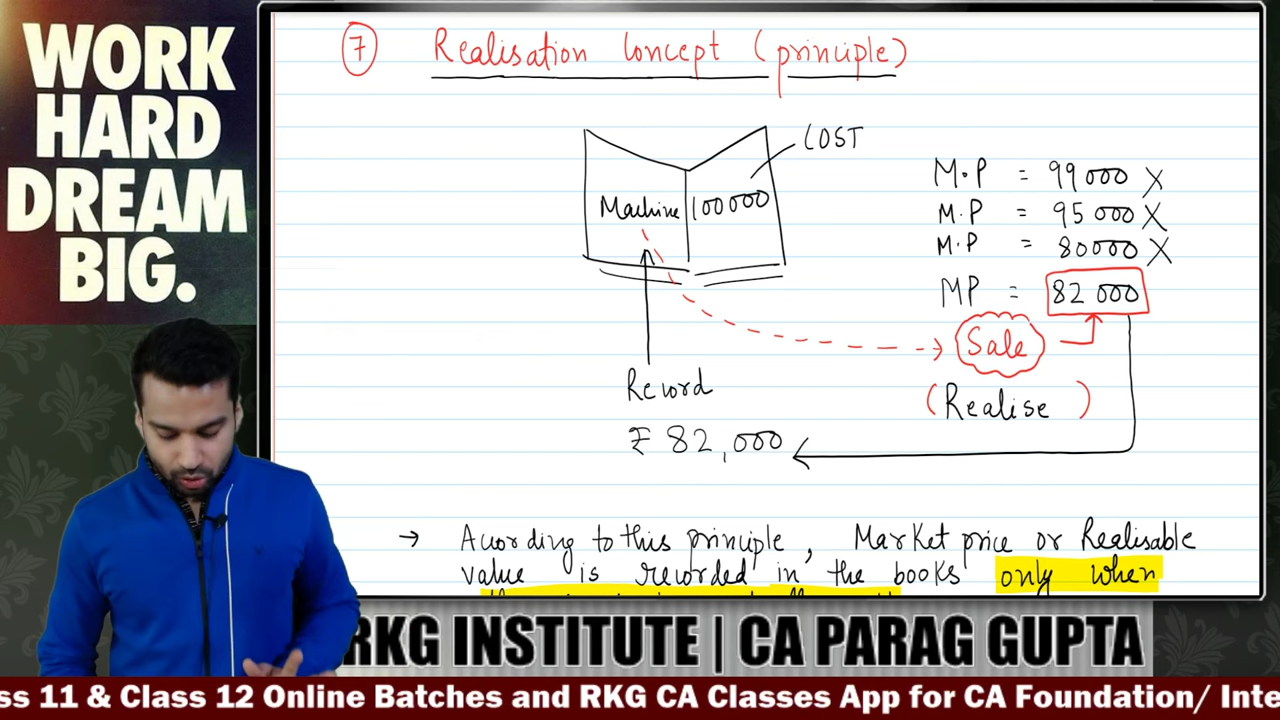 WORK
HARD
DREAM
BIG.
7 Realisation Concept (principle)
COST
Machine 100000
M.P = 99000 X
M.P = 95000 X
M.P = 80000 X
MP = 82 000
Sale
(Realise)
Record
₹ 82,000
→ According to this principle, Market price or Realisable
value is recorded in the books only when
RKG INSTITUTE | CA PARAG GUPTA
ss 11 & Class 12 Online Batches and RKG CA Classes App for CA Foundation/ Inte